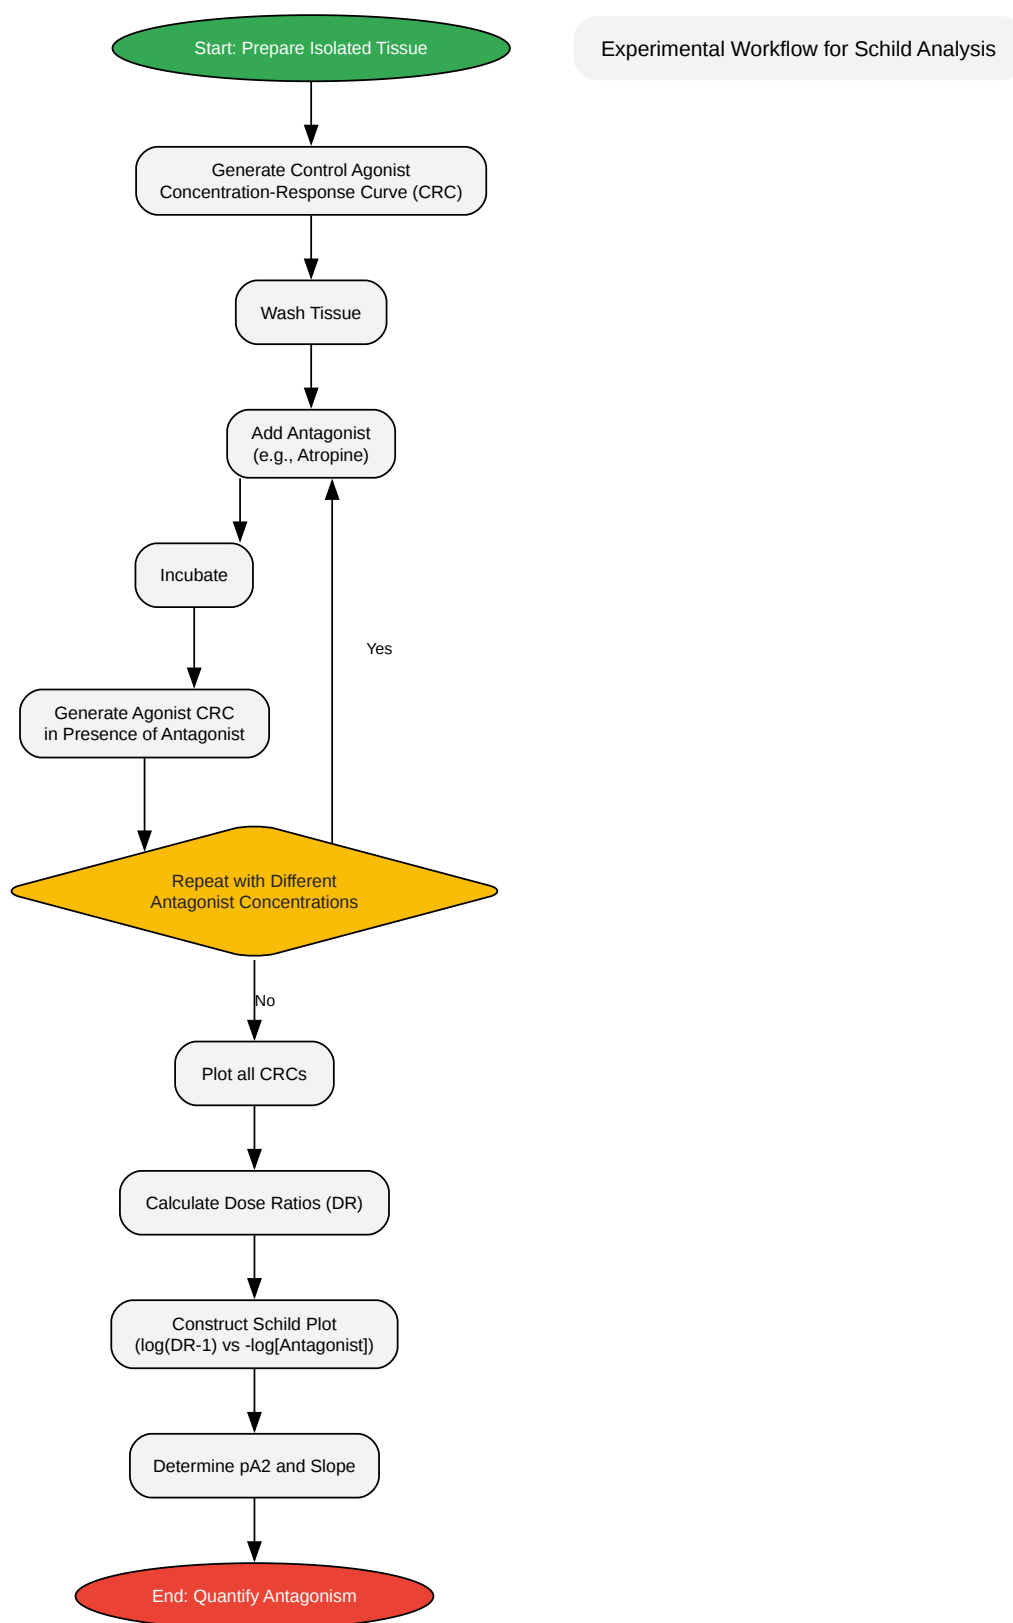 Start: Prepare Isolated Tissue
Experimental Workflow for Schild Analysis
Generate Control Agonist
Concentration-Response Curve (CRC)
Wash Tissue
Add Antagonist
(e.g., Atropine)
Incubate
Yes
Generate Agonist CRC
in Presence of Antagonist
Repeat with Different
Antagonist Concentrations
No
Plot all CRCs
Calculate Dose Ratios (DR)
Construct Schild Plot
(log(DR-1) vs -log[Antagonist])
Determine pA2 and Slope
End: Quantify Antagonism